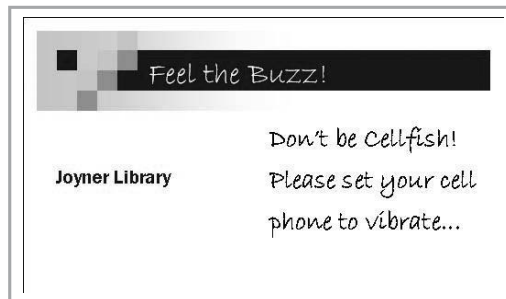 Feel the Buzz!
Don't be Cellfish!
Joyner Library
Please set your cell
phone to vibrate...